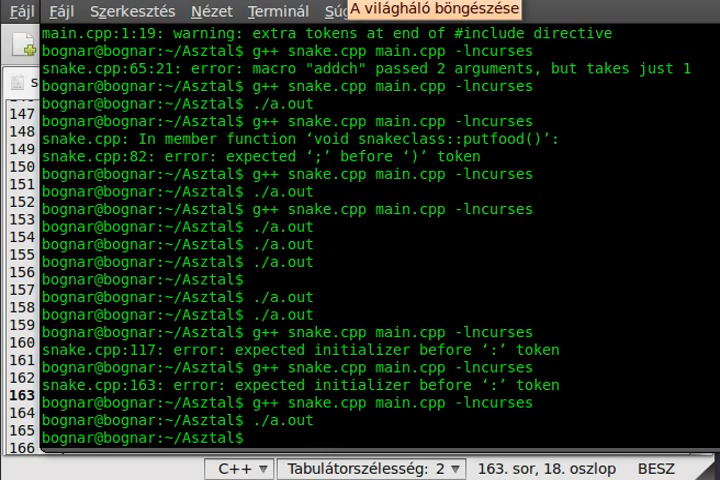 A világháló böngészése
Fájl Fájl Szerkesztés Nézet Terminál
main.cpp:1:19: warning: extra tokens at end of #include directive
bognar@bognar:~/Asztal$ g++ snake.cpp main.cpp -lncurses
snake.cpp:65:21: error: macro "addch" passed 2 arguments, but takes just 1
bognar@bognar:~/Asztal$ g++ snake.cpp main.cpp -lncurses
bognar@bognar:~/Asztal$ ./a.out
bognar@bognar:~/Asztal$ g++ snake.cpp main.cpp -lncurses
snake.cpp: In member function ‘void snakeclass::putfood()’:
snake.cpp:82: error: expected ‘;’ before ‘)’ token
bognar@bognar:~/Asztal$ g++ snake.cpp main.cpp -lncurses
bognar@bognar:~/Asztal$ ./a.out
bognar@bognar:~/Asztal$ g++ snake.cpp main.cpp -lncurses
bognar@bognar:~/Asztal$ ./a.out
bognar@bognar:~/Asztal$ ./a.out
bognar@bognar:~/Asztal$ ./a.out
bognar@bognar:~/Asztal$
bognar@bognar:~/Asztal$ ./a.out
bognar@bognar:~/Asztal$ ./a.out
bognar@bognar:~/Asztal$ g++ snake.cpp main.cpp -lncurses
snake.cpp:117: error: expected initializer before ‘:’ token
bognar@bognar:~/Asztal$ g++ snake.cpp main.cpp -lncurses
snake.cpp:163: error: expected initializer before ‘:’ token
bognar@bognar:~/Asztal$ g++ snake.cpp main.cpp -lncurses
bognar@bognar:~/Asztal$ ./a.out
bognar@bognar:~/Asztal$
147
148
149
150
151
152
153
154
155
156
157
158
159
160
161
162
163
164
165
166
C++ Tabulátorszélesség: 2 163. sor, 18. oszlop BESZ